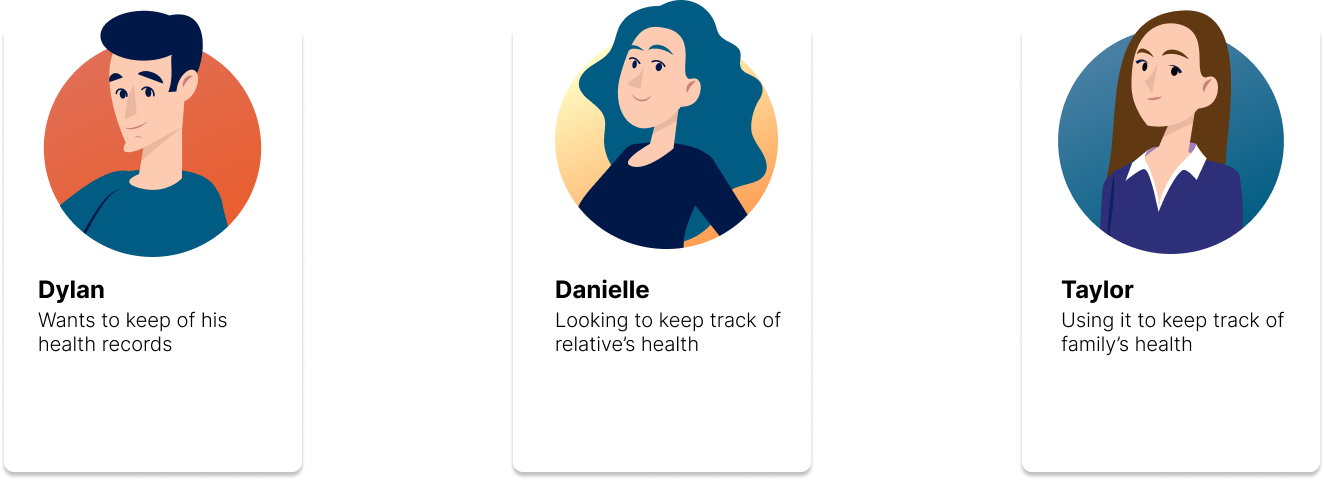 Dylan
Wants to keep of his
health records
Danielle
Looking to keep track of
relative’s health
Taylor
Using it to keep track of
family’s health